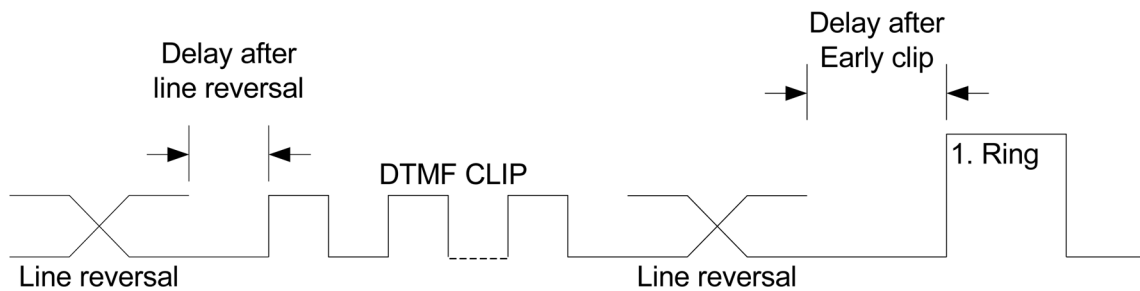 Delay after
line reversal
Delay after
Early clip
DTMF CLIP
1. Ring
Line reversal
Line reversal